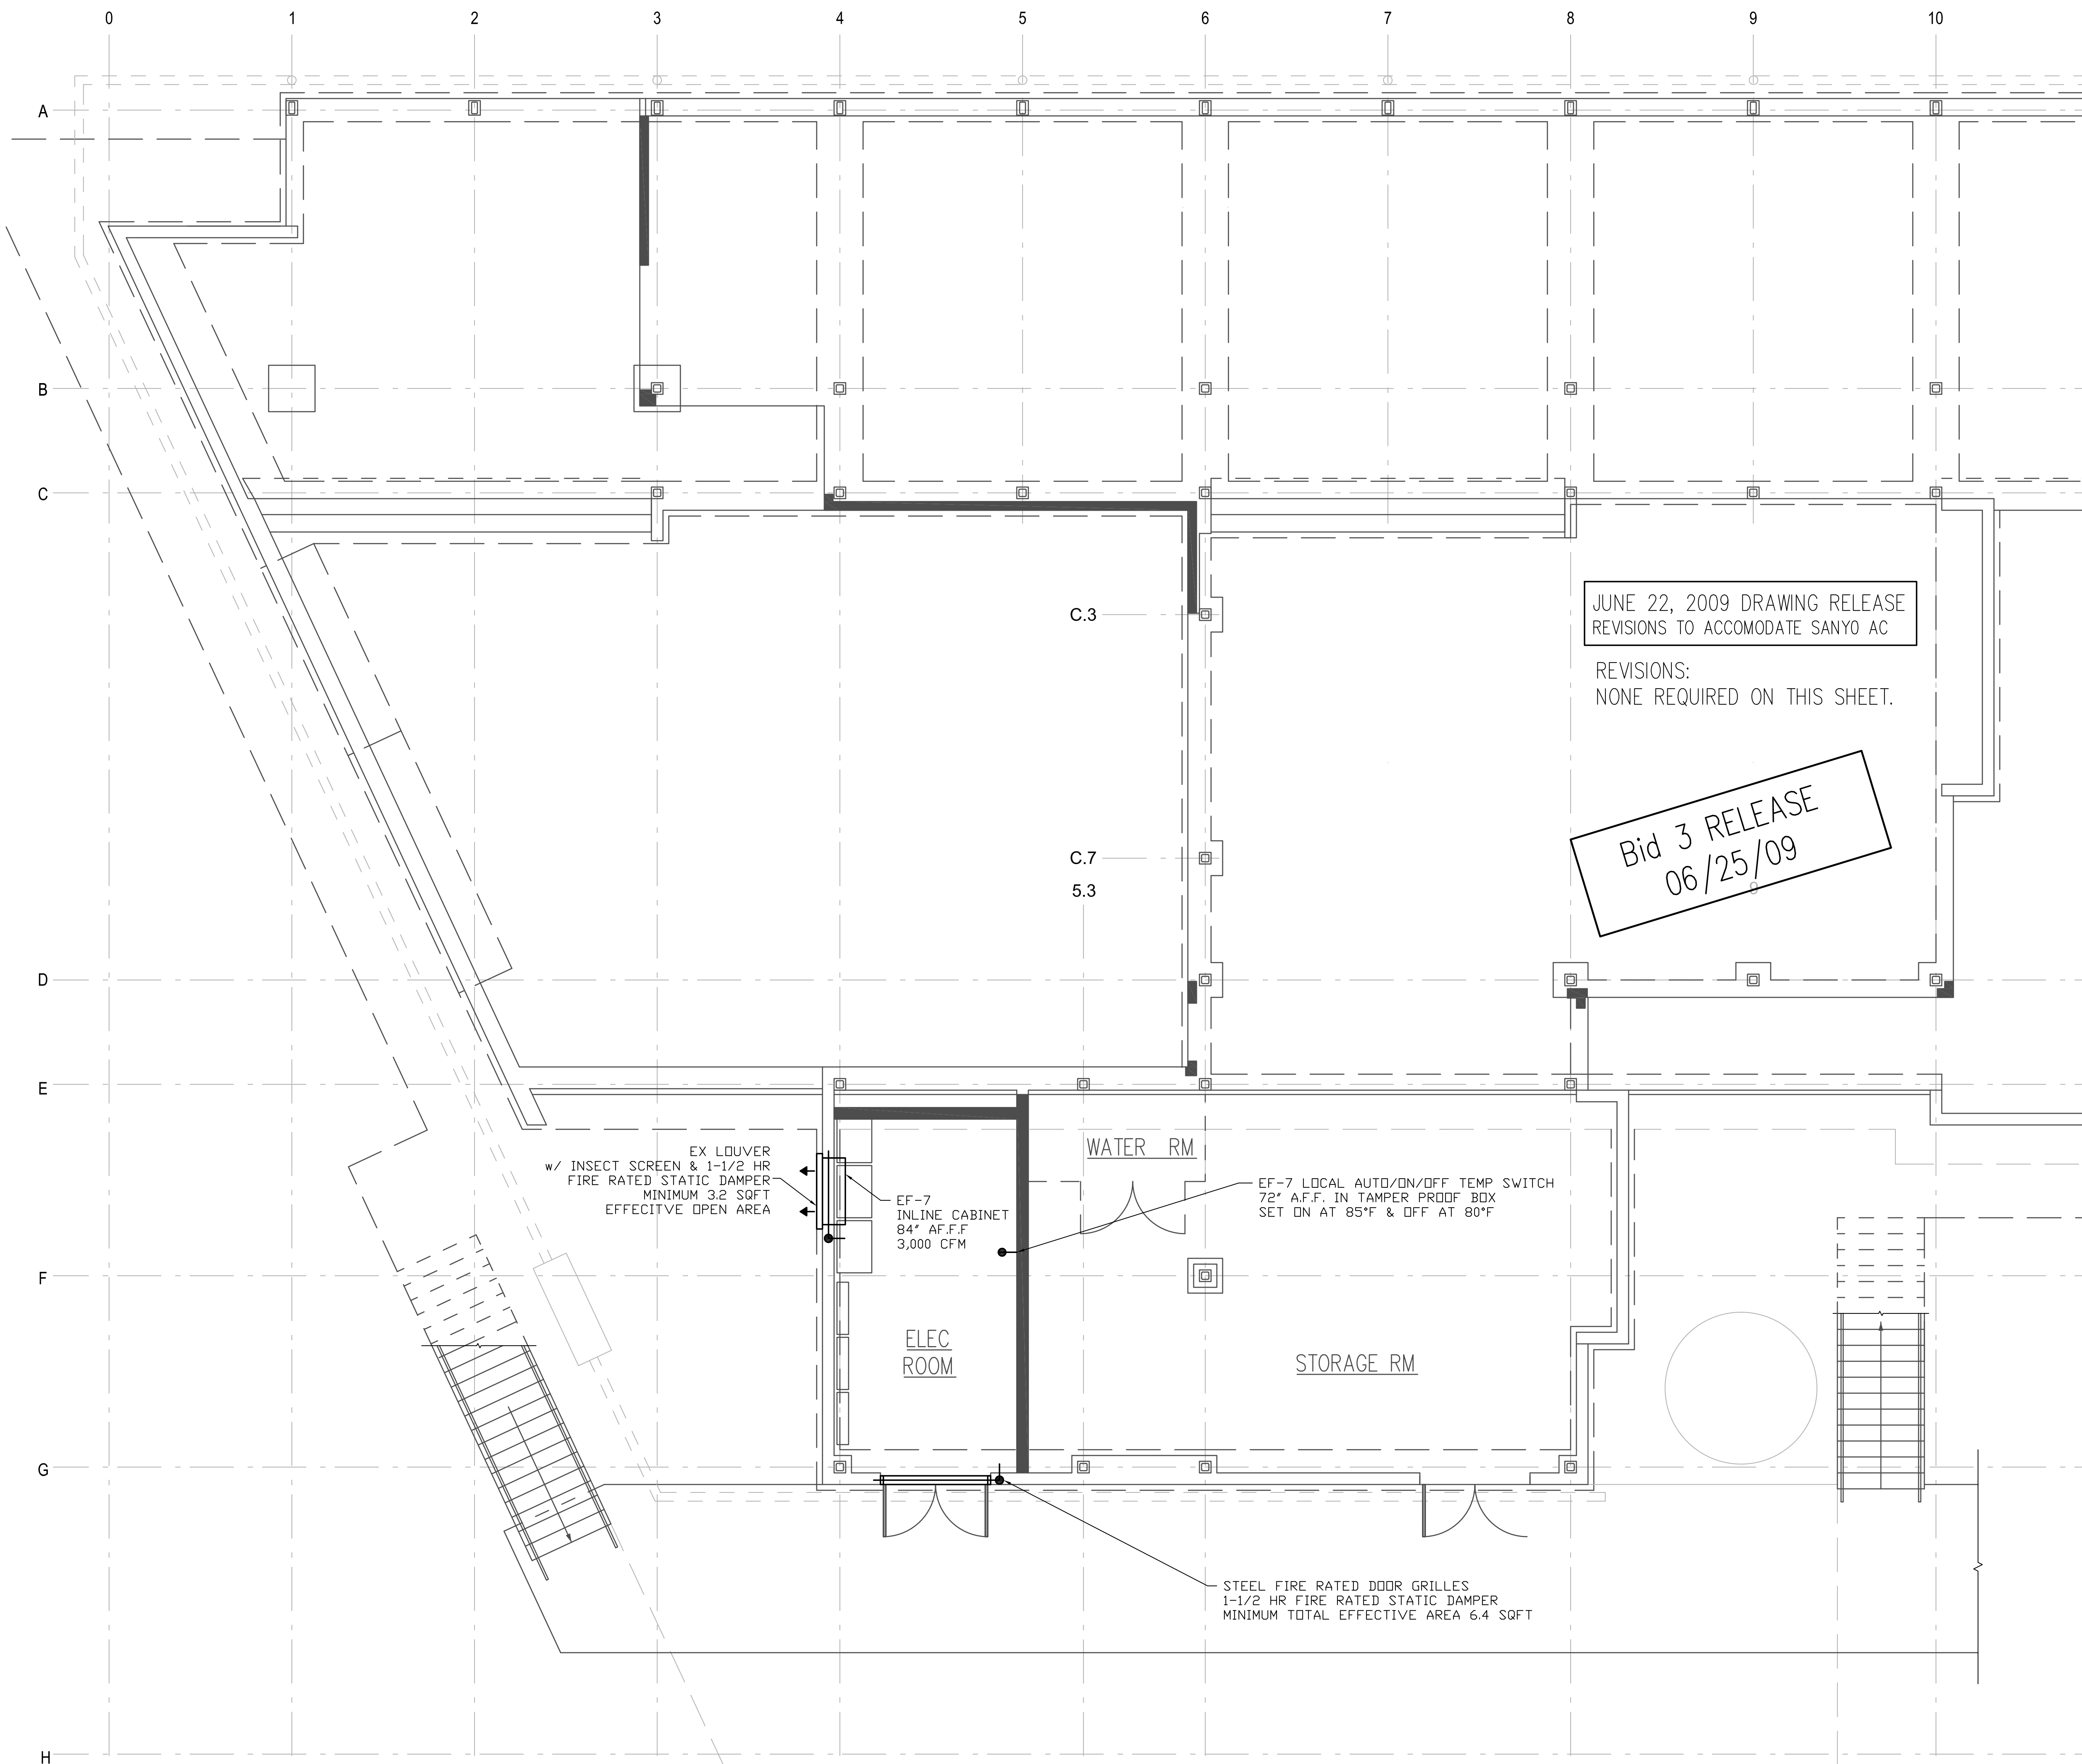 0 1 2 3 4 5 6 7 8 9 10
A
B
C
C.3
JUNE 22, 2009 DRAWING RELEASE
REVISIONS TO ACCOMODATE SANYO AC
REVISIONS:
NONE REQUIRED ON THIS SHEET.
Bid 3 RELEASE
06/25/09
9
C.7
5.3
D
E
EX LOUVER
w/ INSECT SCREEN & 1-1/2 HR
FIRE RATED STATIC DAMPER
MINIMUM 3.2 SQFT
EFFECITVE OPEN AREA
EF-7
INLINE CABINET
84" AF.F.F
3,000 CFM
WATER RM
EF-7 LOCAL AUTO/ON/OFF TEMP SWITCH
72" A.F.F. IN TAMPER PROOF BOX
SET ON AT 85°F & OFF AT 80°F
F
ELEC
ROOM
STORAGE RM
G
STEEL FIRE RATED DOOR GRILLES
1-1/2 HR FIRE RATED STATIC DAMPER
MINIMUM TOTAL EFFECTIVE AREA 6.4 SQFT
H